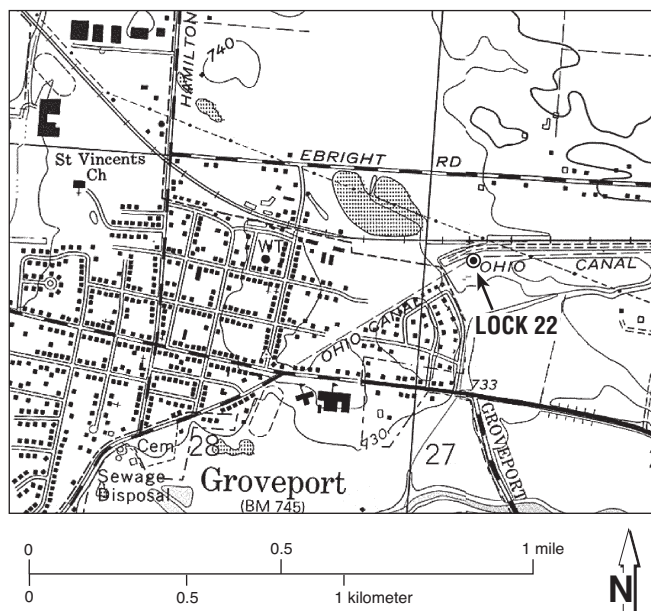 740
HAMILTON
St Vincents
Ch
EBRIGHT RD
WT
OHIO CANAL
LOCK 22
OHIO CANAL
733
GROVEPORT
730
Cem
28
27
Sewage
Disposal
Groveport
(BM 745)
0 0.5 1 mile
0 0.5 1 kilometer
N